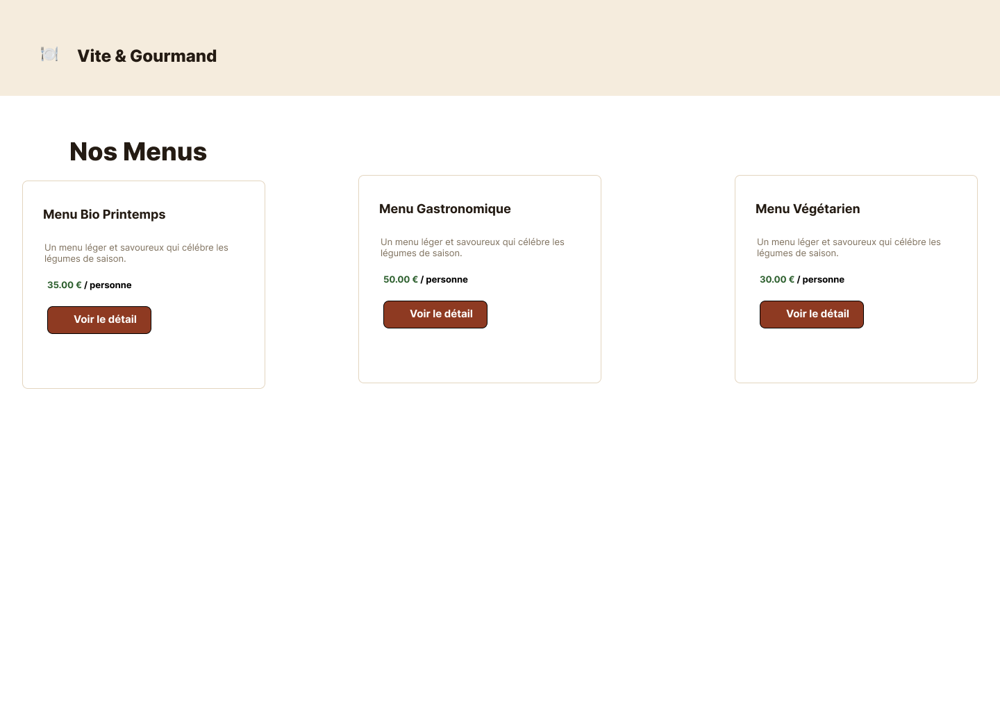 Vite & Gourmand
Nos Menus
Menu Bio Printemps
Un menu léger et savoureux qui célébre les
légumes de saison.
35.00 € / personne
Voir le détail
Menu Gastronomique
Un menu léger et savoureux qui célébre les
légumes de saison.
50.00 € / personne
Voir le détail
Menu Végétarien
Un menu léger et savoureux qui célébre les
légumes de saison.
30.00 € / personne
Voir le détail